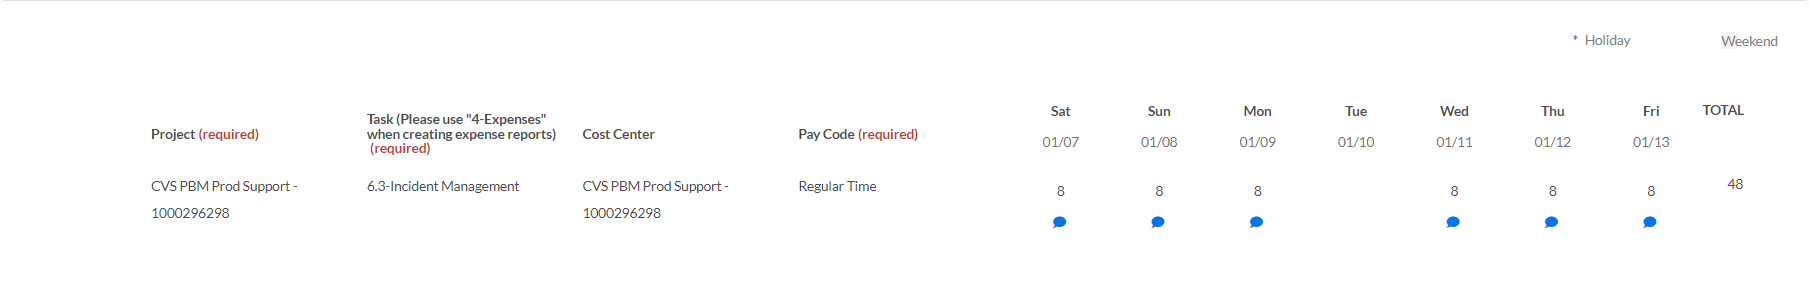 * Holiday Weekend
Project (required) Task (Please use "4-Expenses" when creating expense reports) (required) Cost Center Pay Code (required) Sat Sun Mon Tue Wed Thu Fri TOTAL
01/07 01/08 01/09 01/10 01/11 01/12 01/13
CVS PBM Prod Support - 6.3-Incident Management CVS PBM Prod Support - Regular Time 8 8 8 8 8 8 48
1000296298 1000296298